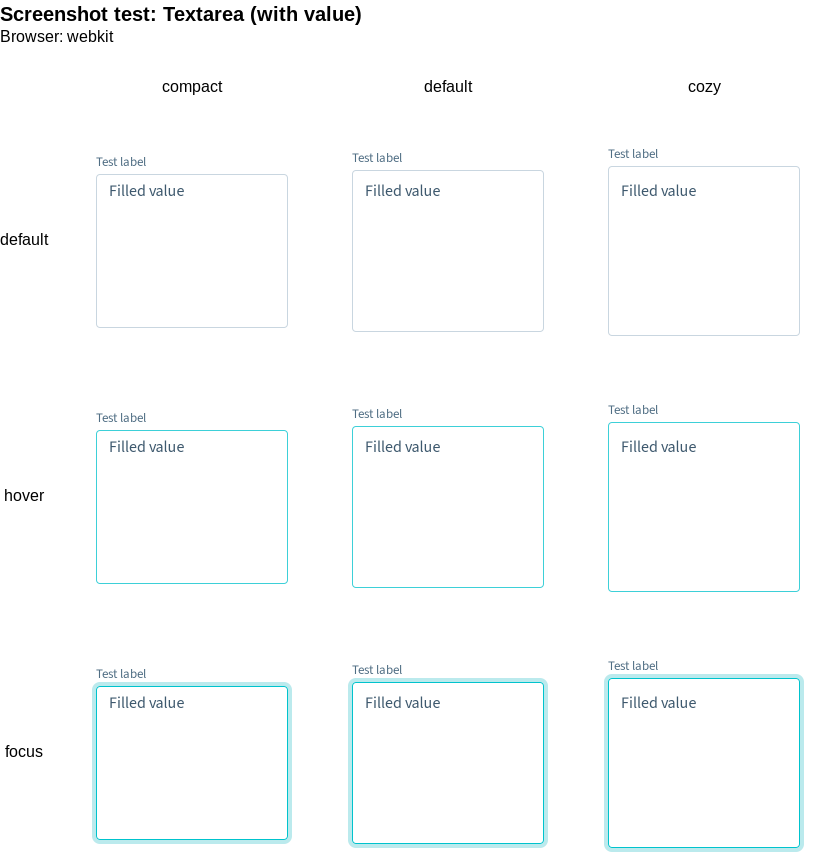 Screenshot test: Textarea (with value)
Browser: webkit
compact default cozy
Test label Test label Test label
default Filled value Filled value Filled value
Test label Test label Test label
hover Filled value Filled value Filled value
Test label Test label Test label
focus Filled value Filled value Filled value